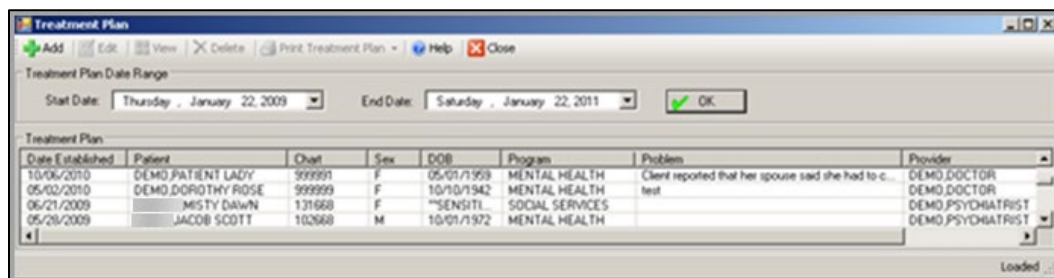 Treatment Plan
Add Edit View Delete Print Treatment Plan Help Close
Treatment Plan Date Range
Start Date: Thursday , January 22, 2009 End Date: Saturday , January 22, 2011 OK
Treatment Plan
Date Established Patient Chart Sex DOB Program Problem Provider
10/06/2010 DEMO,PATIENT LADY 999991 F 05/01/1959 MENTAL HEALTH Client reported that her spouse said she had to c... DEMO,DOCTOR
05/02/2010 DEMO,DOROTHY ROSE 999999 F 10/10/1942 MENTAL HEALTH test DEMO,DOCTOR
06/21/2009 ,MISTY DAWN 131668 F **SENSITI... SOCIAL SERVICES DEMO,PSYCHIATRIST
05/28/2009 ,JACOB SCOTT 102668 M 10/01/1972 MENTAL HEALTH DEMO,PSYCHIATRIST
Loaded